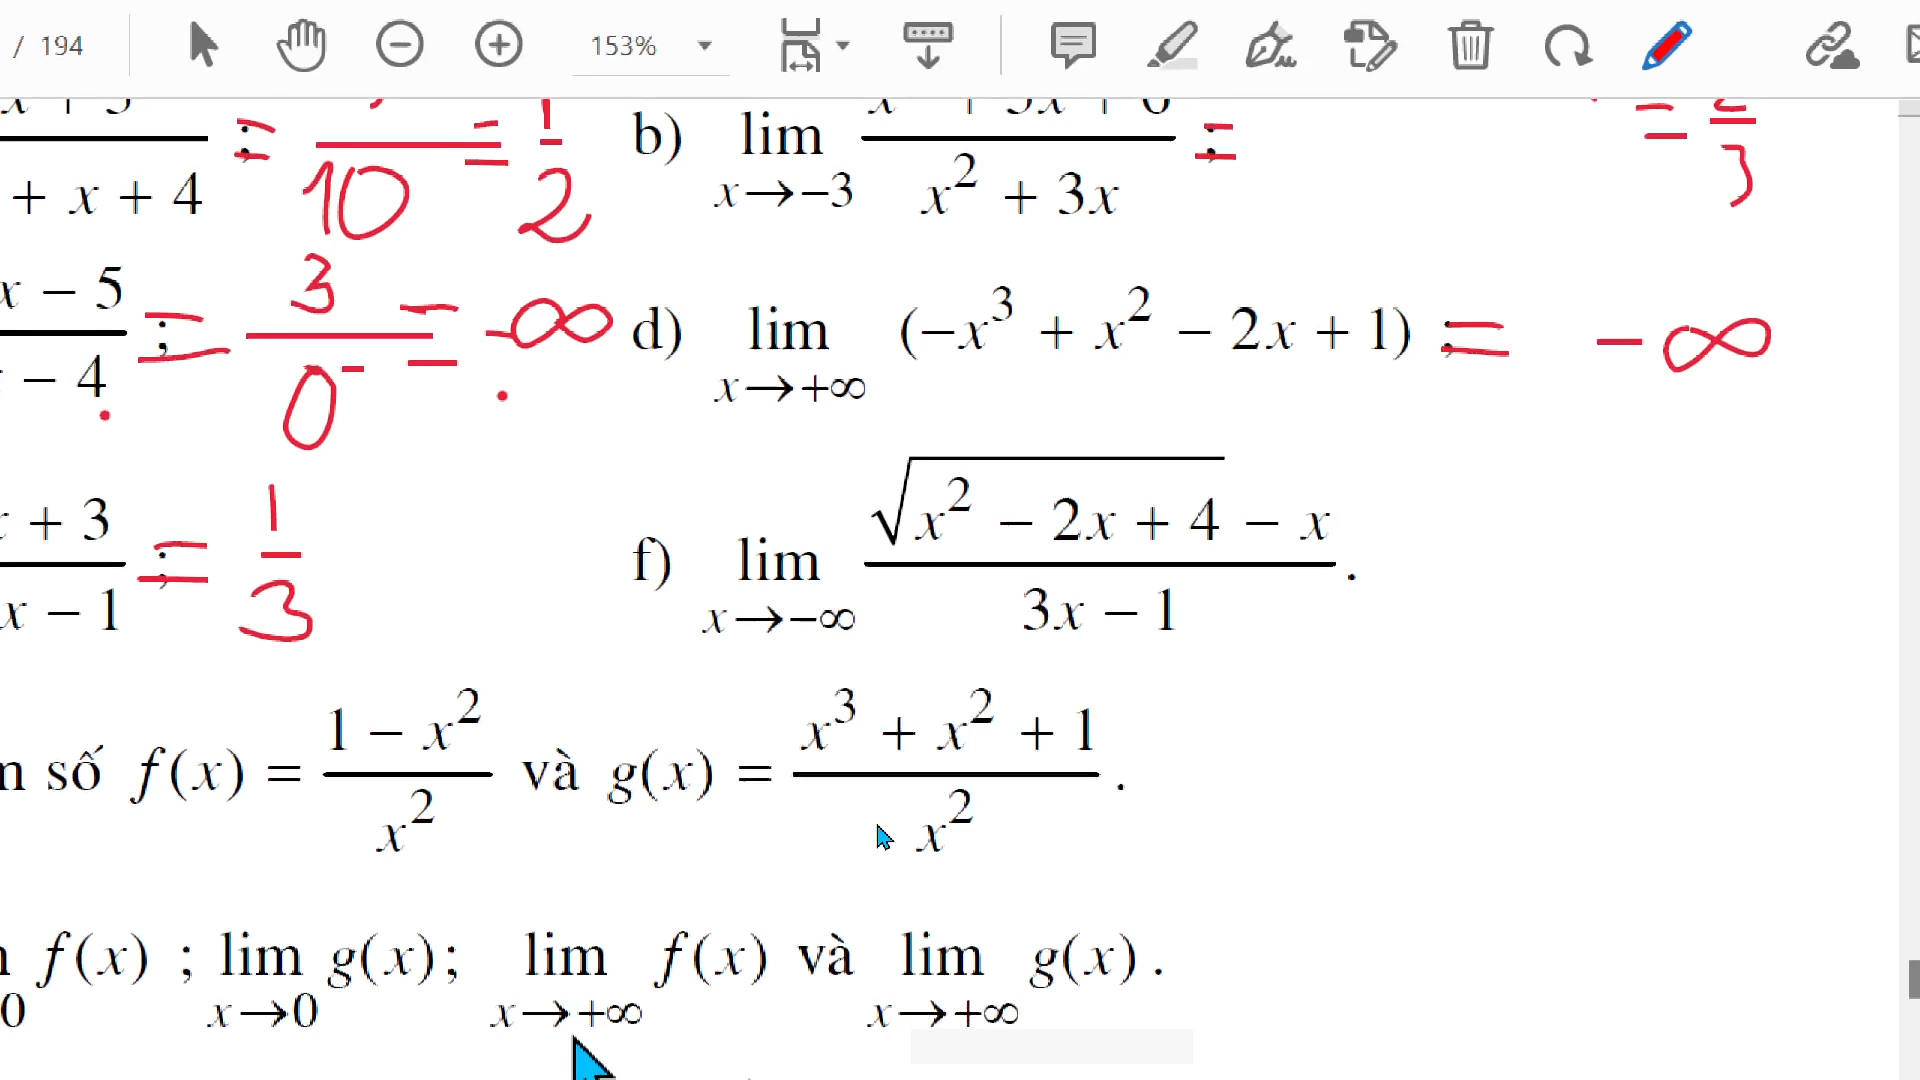 / 194 153%
x + 3 = = 1 b) lim x + 5x + 6 = = 2
+ x + 4 10 2 x→−3 x² + 3x 3
x − 5 = 3 = -∞ d) lim (−x³ + x² − 2x + 1) = -∞
− 4 0⁻ x→+∞
+ 3 = 1 f) lim √(x² − 2x + 4) − x .
x − 1 3 x→−∞ 3x − 1
số f(x) = (1 − x²)/x² và g(x) = (x³ + x² + 1)/x² .
f(x) ; lim g(x); lim f(x) và lim g(x) .
0 x→0 x→+∞ x→+∞